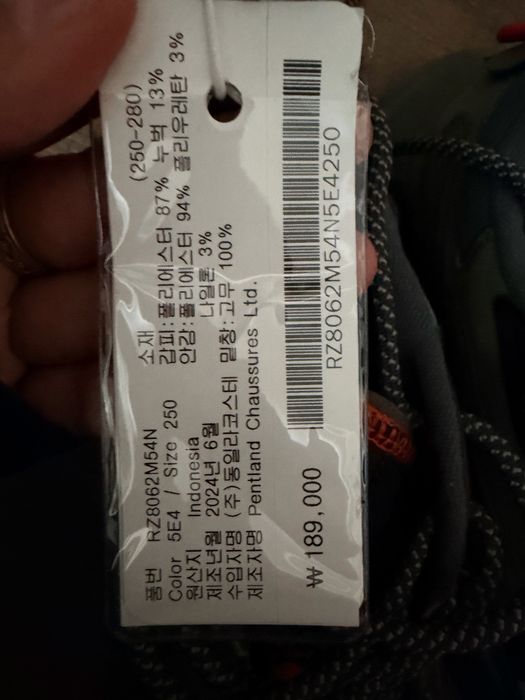 품번 RZ8062M54N
Color 5E4 / Size 250
원산지 Indonesia
제조년월 2024년 6월
수입자명 (주)동일라코스테
제조자명 Pentland Chaussures Ltd.
소재 (250-280)
갑피:폴리에스터 87% 누벅 13%
안감:폴리에스터 94% 폴리우레탄 3%
나일론 3%
밑창:고무 100%
RZ8062M54N5E4250
₩189,000